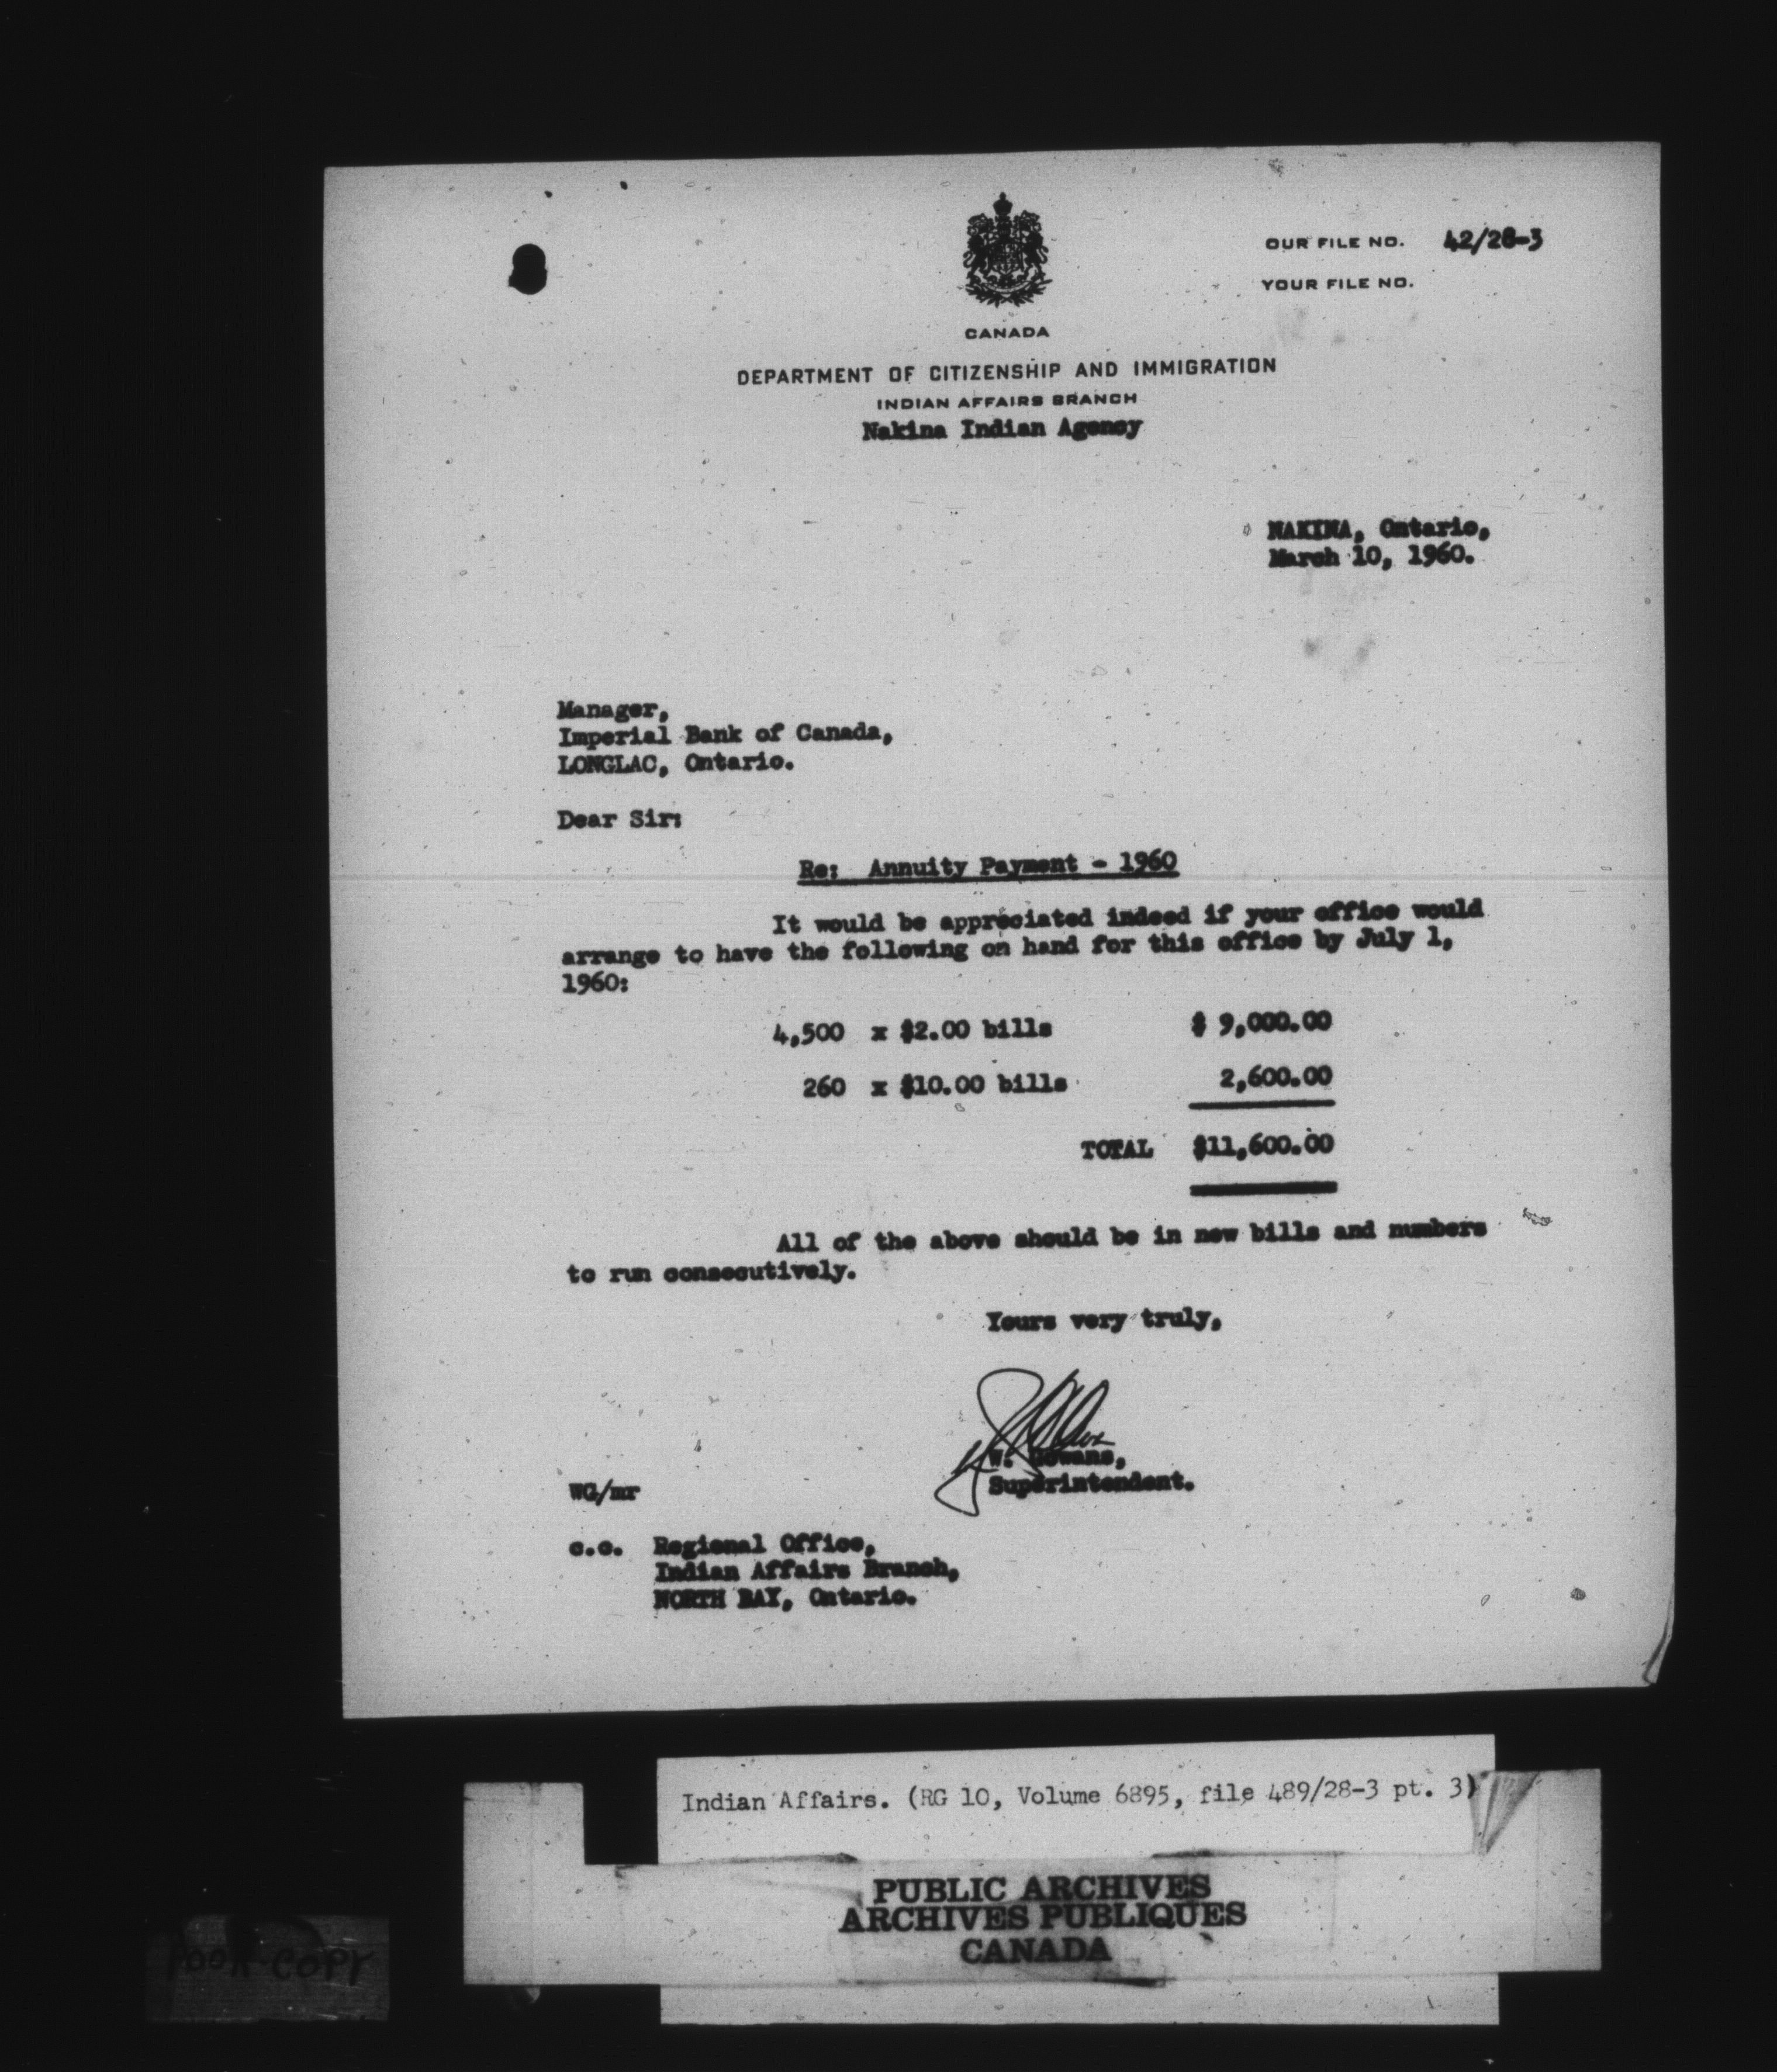 OUR FILE NO. 42/28-3
YOUR FILE NO.
CANADA
DEPARTMENT OF CITIZENSHIP AND IMMIGRATION
INDIAN AFFAIRS BRANCH
Nakina Indian Agency
NAKINA, Ontario,
March 10, 1960.
Manager,
Imperial Bank of Canada,
LONGLAC, Ontario.
Dear Sir:
Re: Annuity Payment - 1960
It would be appreciated indeed if your office would
arrange to have the following on hand for this office by July 1,
1960:
4,500 x $2.00 bills $ 9,000.00
260 x $10.00 bills 2,600.00
TOTAL $11,600.00
All of the above should be in new bills and numbers
to run consecutively.
Yours very truly,
W. Gowans,
Superintendent.
WG/mr
c.c. Regional Office,
Indian Affairs Branch,
NORTH BAY, Ontario.
Indian Affairs. (RG 10, Volume 6895, file 489/28-3 pt. 3)
PUBLIC ARCHIVES
ARCHIVES PUBLIQUES
CANADA
POOR COPY